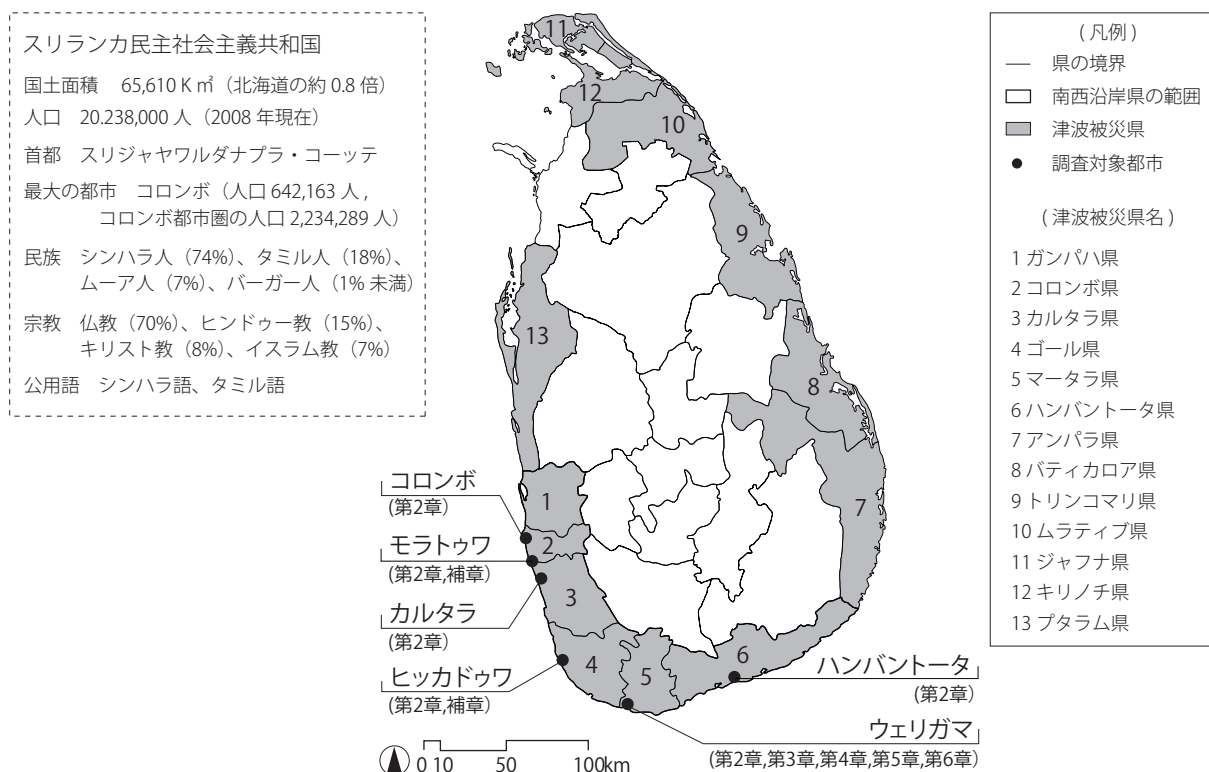 スリランカ民主社会主義共和国
国土面積 65,610 K㎡（北海道の約 0.8 倍）
人口 20.238,000 人（2008 年現在）
首都 スリジャヤワルダナプラ・コーッテ
最大の都市 コロンボ（人口 642,163 人 ,
コロンボ都市圏の人口 2,234,289 人）
民族 シンハラ人（74%）、タミル人（18%）、
ムーア人（7%）、バーガー人（1% 未満）
宗教 仏教（70%）、ヒンドゥー教（15%）、
キリスト教（8%）、イスラム教（7%）
公用語 シンハラ語、タミル語
11
12
10
9
13
8
7
1
2
3
4
5
6
コロンボ
(第2章)
モラトゥワ
(第2章,補章)
カルタラ
(第2章)
ヒッカドゥワ
(第2章,補章)
ハンバントータ
(第2章)
ウェリガマ
(第2章,第3章,第4章,第5章,第6章)
0 10 50 100km
( 凡例 )
県の境界
南西沿岸県の範囲
津波被災県
調査対象都市
( 津波被災県名 )
1 ガンパハ県
2 コロンボ県
3 カルタラ県
4 ゴール県
5 マータラ県
6 ハンバントータ県
7 アンパラ県
8 バティカロア県
9 トリンコマリ県
10 ムラティブ県
11 ジャフナ県
12 キリノチ県
13 プタラム県